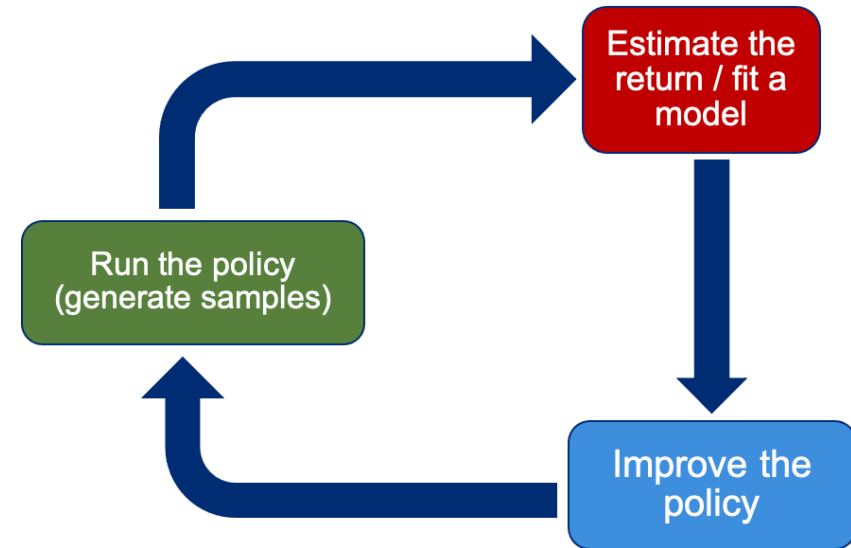 Estimate the
return / fit a
model
Run the policy
(generate samples)
Improve the
policy